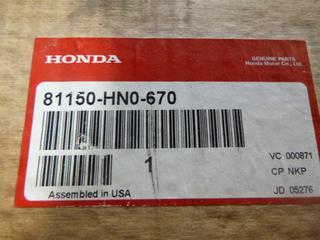 HONDA
GENUINE PARTS
Honda Motor Co., Ltd.
81150-HN0-670
1
VC 000871
CP NKP
Assembled in USA
JD 05276